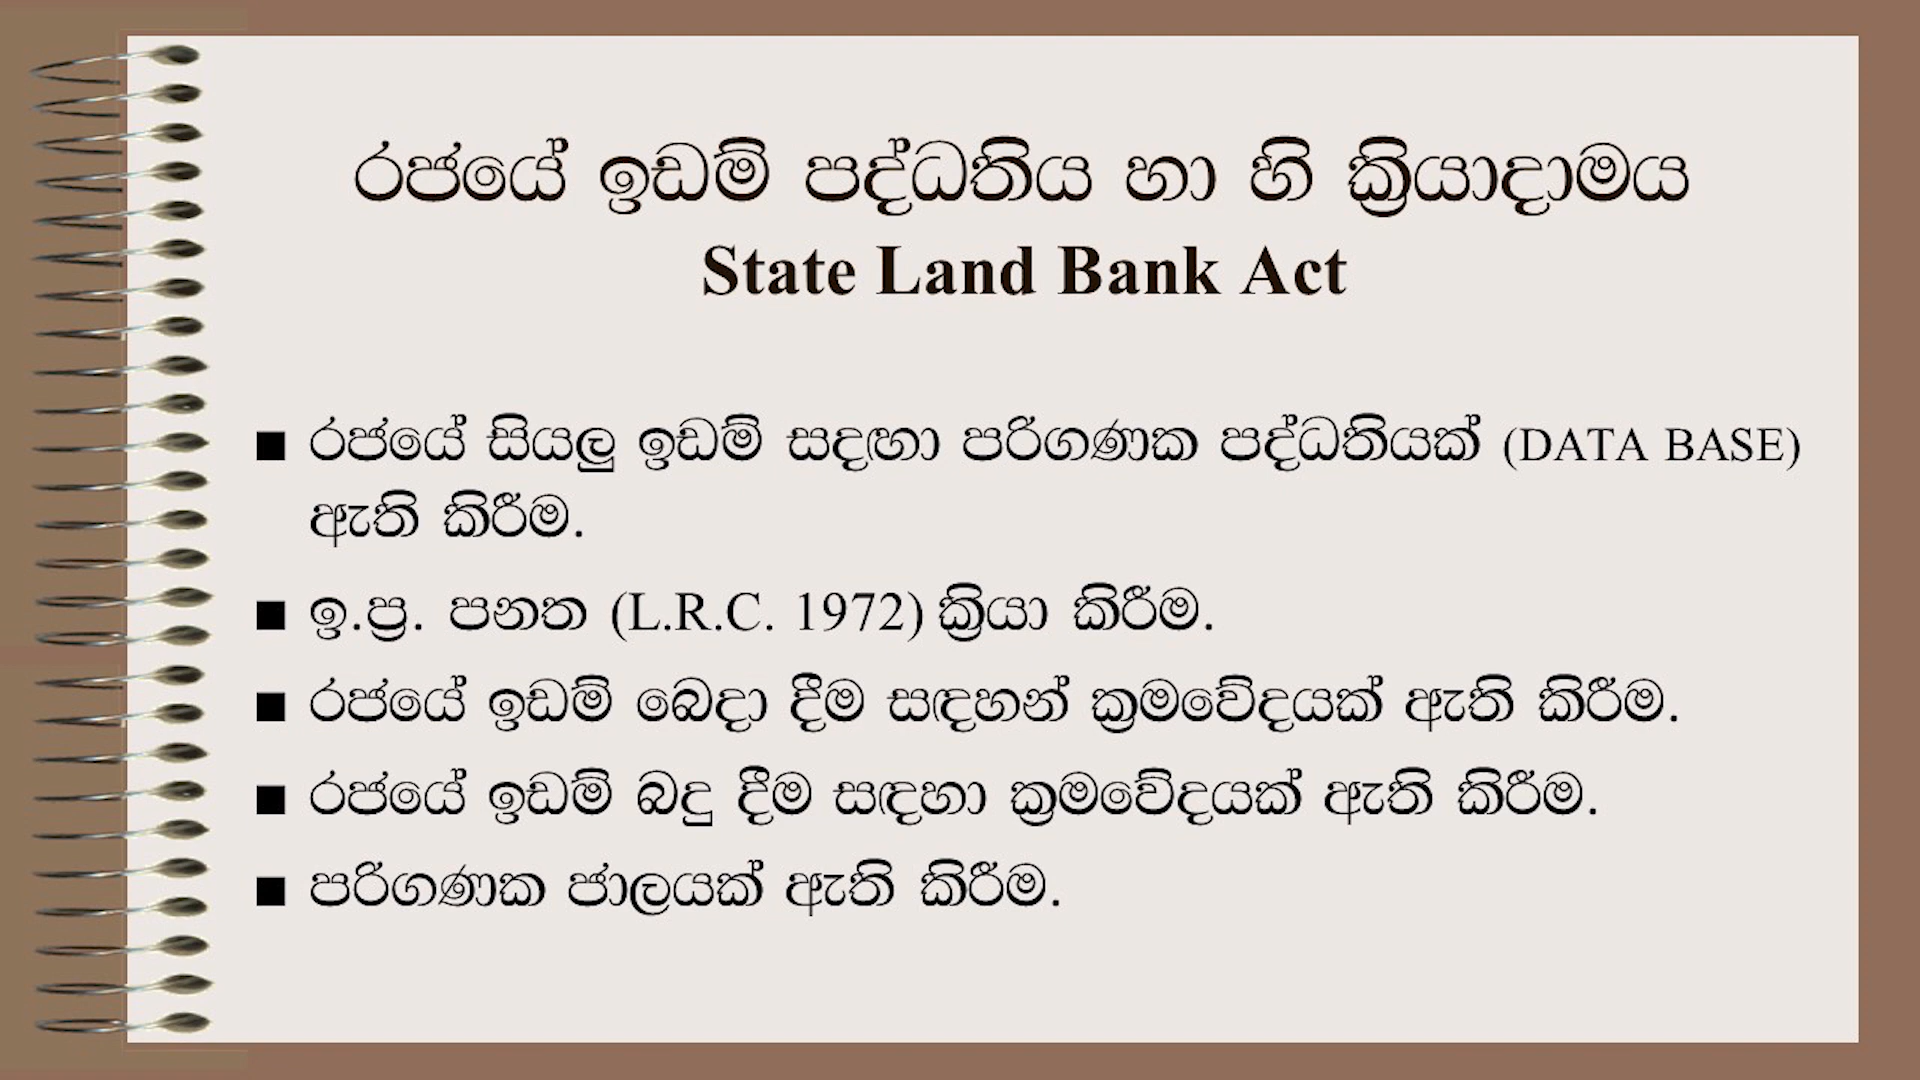 රජයේ ඉඩම් පද්ධතිය හා හි ක්‍රියාදාමය
State Land Bank Act
■ රජයේ සියලු ඉඩම් සඳහා පරිගණක පද්ධතියක් (DATA BASE)
ඇති කිරීම.
■ ඉ.ප්‍ර. පනත (L.R.C. 1972) ක්‍රියා කිරීම.
■ රජයේ ඉඩම් බෙදා දීම සඳහන් ක්‍රමවේදයක් ඇති කිරීම.
■ රජයේ ඉඩම් බදු දීම සඳහා ක්‍රමවේදයක් ඇති කිරීම.
■ පරිගණක ජාලයක් ඇති කිරීම.